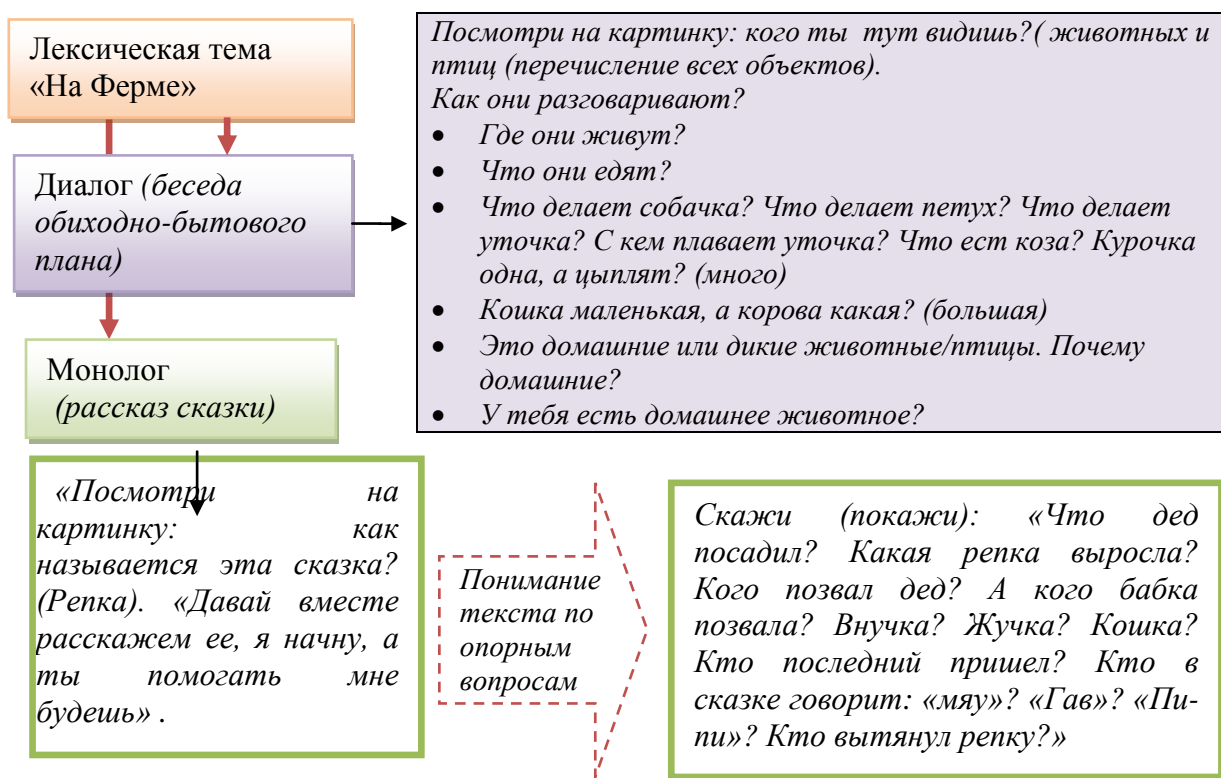 Лексическая тема
«На Ферме»
Диалог (беседа
обиходно-бытового
плана)
Монолог
(рассказ сказки)
Посмотри на картинку: кого ты тут видишь?( животных и
птиц (перечисление всех объектов).
Как они разговаривают?
• Где они живут?
• Что они едят?
• Что делает собачка? Что делает петух? Что делает
уточка? С кем плавает уточка? Что ест коза? Курочка
одна, а цыплят? (много)
• Кошка маленькая, а корова какая? (большая)
• Это домашние или дикие животные/птицы. Почему
домашние?
• У тебя есть домашнее животное?
«Посмотри на
картинку: как
называется эта сказка?
(Репка). «Давай вместе
расскажем ее, я начну, а
ты помогать мне
будешь» .
Понимание
текста по
опорным
вопросам
Скажи (покажи): «Что дед
посадил? Какая репка выросла?
Кого позвал дед? А кого бабка
позвала? Внучка? Жучка? Кошка?
Кто последний пришел? Кто в
сказке говорит: «мяу»? «Гав»? «Пи-
пи»? Кто вытянул репку?»